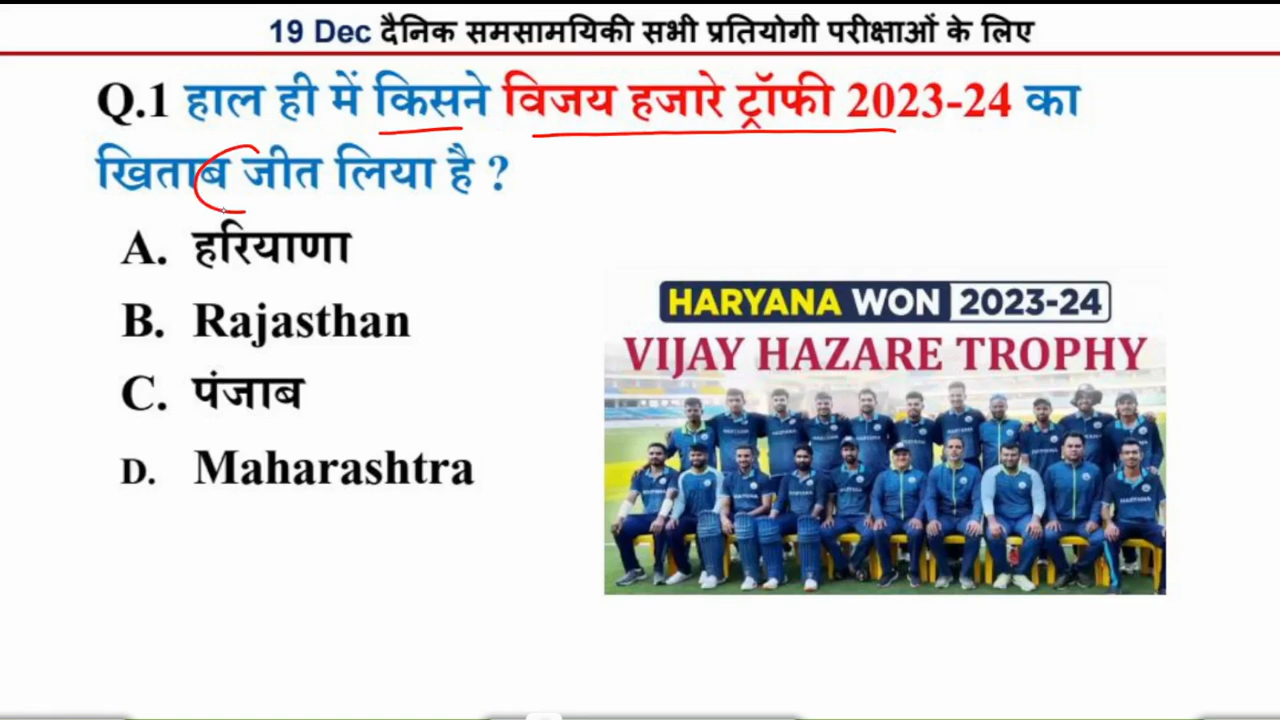 19 Dec दैनिक समसामयिकी सभी प्रतियोगी परीक्षाओं के लिए
Q.1 हाल ही में किसने विजय हजारे ट्रॉफी 2023-24 का
खिताब जीत लिया है ?
A. हरियाणा
B. Rajasthan
C. पंजाब
D. Maharashtra
HARYANA WON 2023-24
VIJAY HAZARE TROPHY